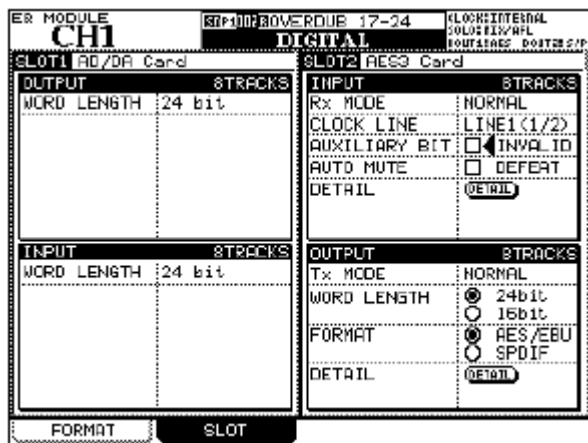 ER MODULE
CH1
OVERDUB 17-24
DIGITAL
CLOCK:INTERNAL
SOLO:MIX/AFL
SLOT1 AD/DA Card
OUTPUT 8TRACKS
WORD LENGTH 24 bit
INPUT 8TRACKS
WORD LENGTH 24 bit
SLOT2 AES3 Card
INPUT 8TRACKS
Rx MODE NORMAL
CLOCK LINE LINE1(1/2)
AUXILIARY BIT INVALID
AUTO MUTE DEFEAT
DETAIL DETAIL
OUTPUT 8TRACKS
Tx MODE NORMAL
WORD LENGTH 24bit
16bit
FORMAT AES/EBU
SPDIF
DETAIL DETAIL
FORMAT SLOT